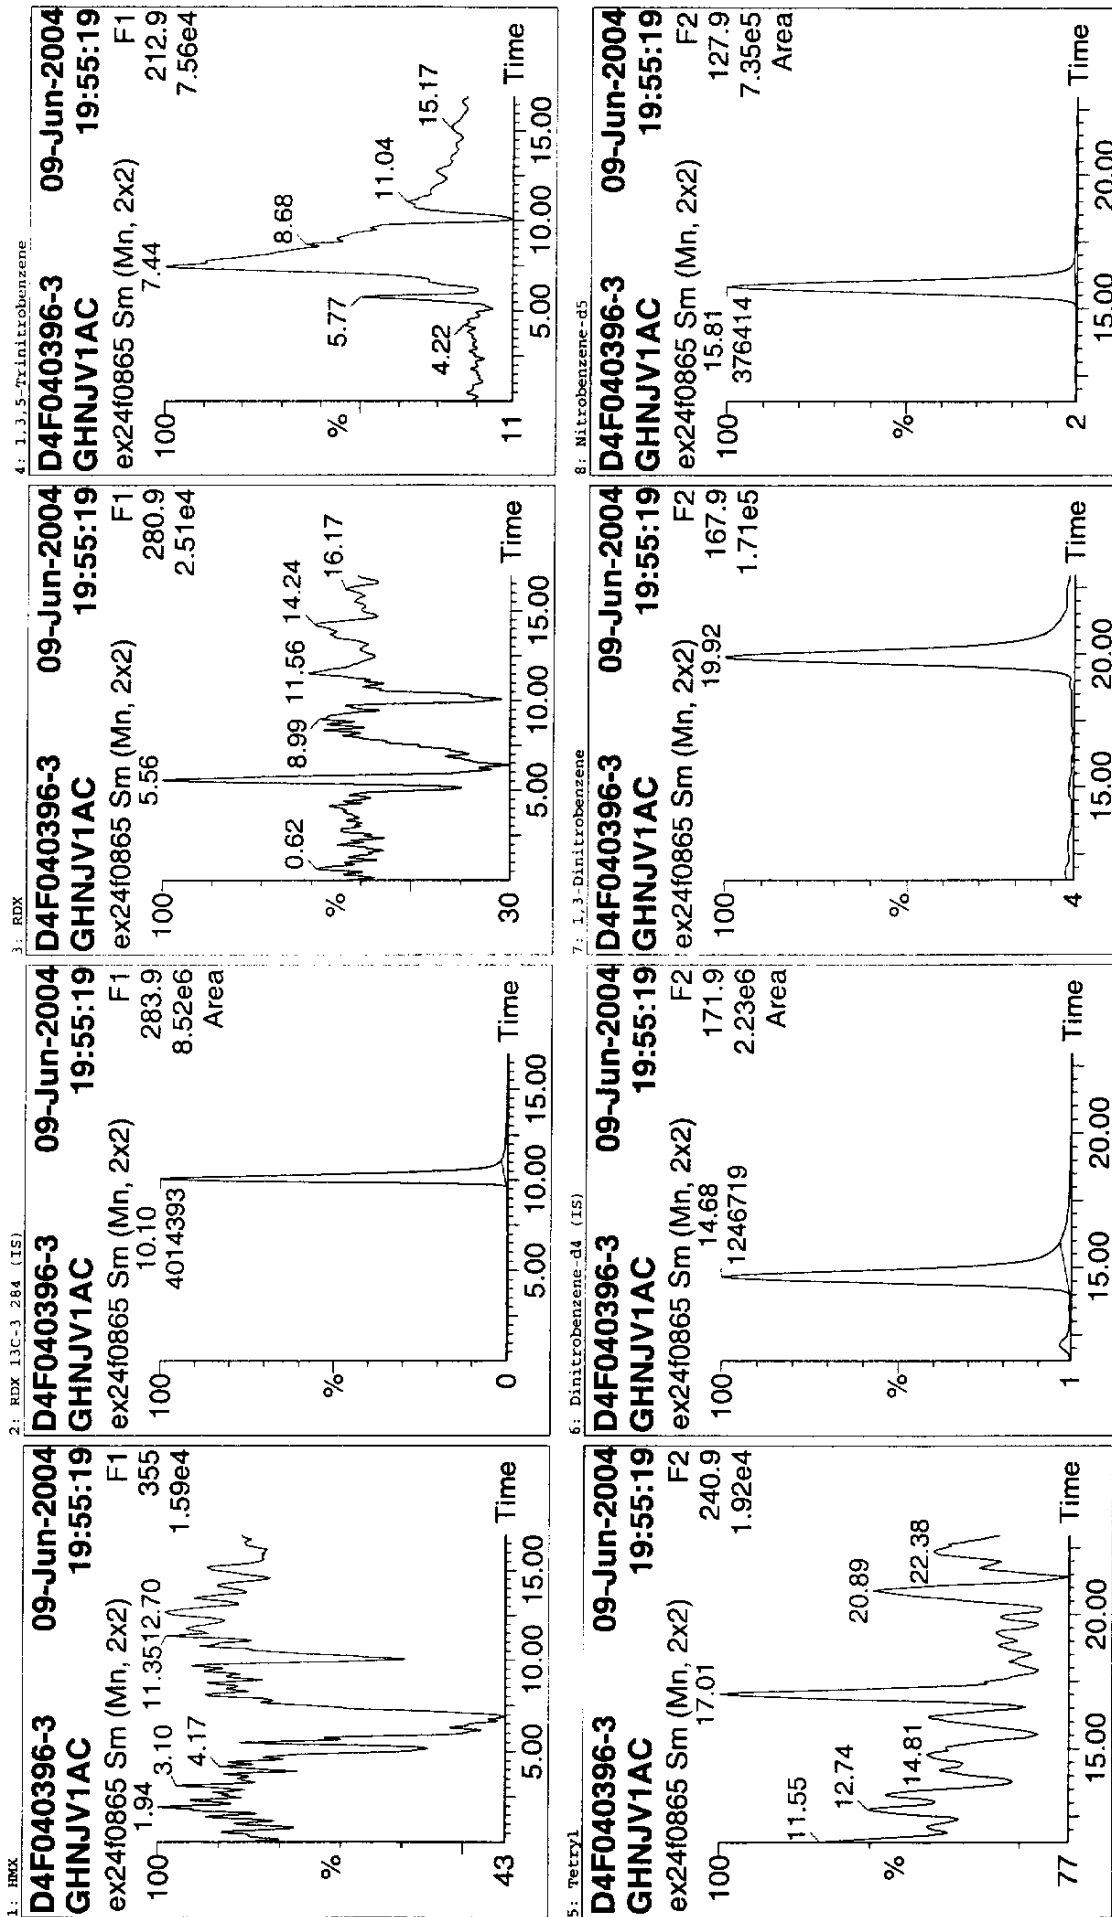 1: HMX
D4F040396-3 09-Jun-2004
GHNJV1AC 19:55:19
ex24f0865 Sm (Mn, 2x2) F1
355
1.59e4
100
%
43
1.94
3.10
4.17
11.35
12.70
5.00 10.00 15.00 Time
2: RDX 13C-3 284 (IS)
D4F040396-3 09-Jun-2004
GHNJV1AC 19:55:19
ex24f0865 Sm (Mn, 2x2) F1
283.9
8.52e6
Area
100
%
0
10.10
4014393
5.00 10.00 15.00 Time
3: RDX
D4F040396-3 09-Jun-2004
GHNJV1AC 19:55:19
ex24f0865 Sm (Mn, 2x2) F1
280.9
2.51e4
100
%
30
0.62
5.56
8.99
11.56
14.24
16.17
5.00 10.00 15.00 Time
4: 1,3,5-Trinitrobenzene
D4F040396-3 09-Jun-2004
GHNJV1AC 19:55:19
ex24f0865 Sm (Mn, 2x2) F1
212.9
7.56e4
100
%
11
4.22
5.77
7.44
8.68
11.04
15.17
5.00 10.00 15.00 Time
5: Tetryl
D4F040396-3 09-Jun-2004
GHNJV1AC 19:55:19
ex24f0865 Sm (Mn, 2x2) F2
240.9
1.92e4
100
%
77
11.55
12.74
14.81
17.01
20.89
22.38
15.00 20.00 Time
6: Dinitrobenzene-d4 (IS)
D4F040396-3 09-Jun-2004
GHNJV1AC 19:55:19
ex24f0865 Sm (Mn, 2x2) F2
171.9
2.23e6
Area
100
%
1
14.68
1246719
15.00 20.00 Time
7: 1,3-Dinitrobenzene
D4F040396-3 09-Jun-2004
GHNJV1AC 19:55:19
ex24f0865 Sm (Mn, 2x2) F2
167.9
1.71e5
100
%
4
19.92
15.00 20.00 Time
8: Nitrobenzene-d5
D4F040396-3 09-Jun-2004
GHNJV1AC 19:55:19
ex24f0865 Sm (Mn, 2x2) F2
127.9
7.35e5
Area
100
%
2
15.81
376414
15.00 20.00 Time